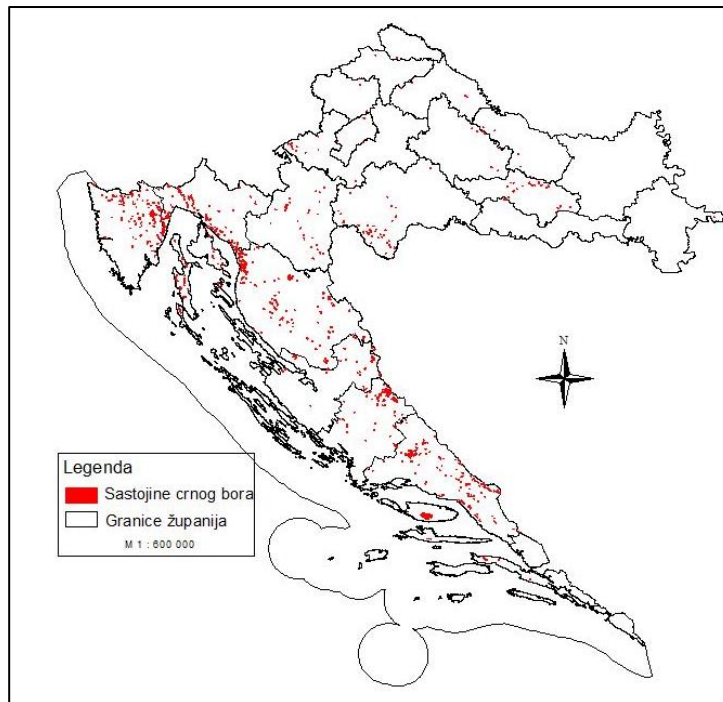 N
Legenda
Sastojine crnog bora
Granice županija
M 1 : 600 000